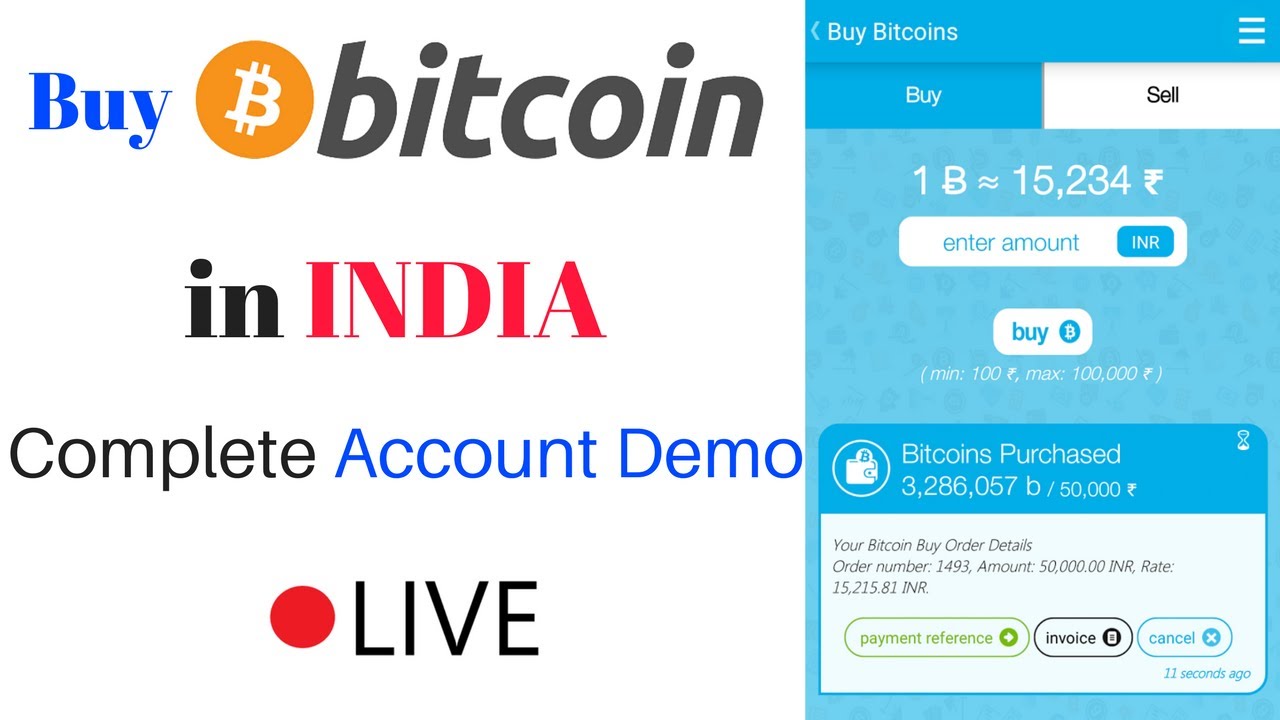 Buy bitcoin
in INDIA
Complete Account Demo
LIVE
Buy Bitcoins
Buy Sell
1 Ƀ ≈ 15,234 ₹
enter amount INR
buy
( min: 100 ₹, max: 100,000 ₹ )
Bitcoins Purchased
3,286,057 b / 50,000 ₹
Your Bitcoin Buy Order Details
Order number: 1493, Amount: 50,000.00 INR, Rate:
15,215.81 INR.
payment reference invoice cancel
11 seconds ago